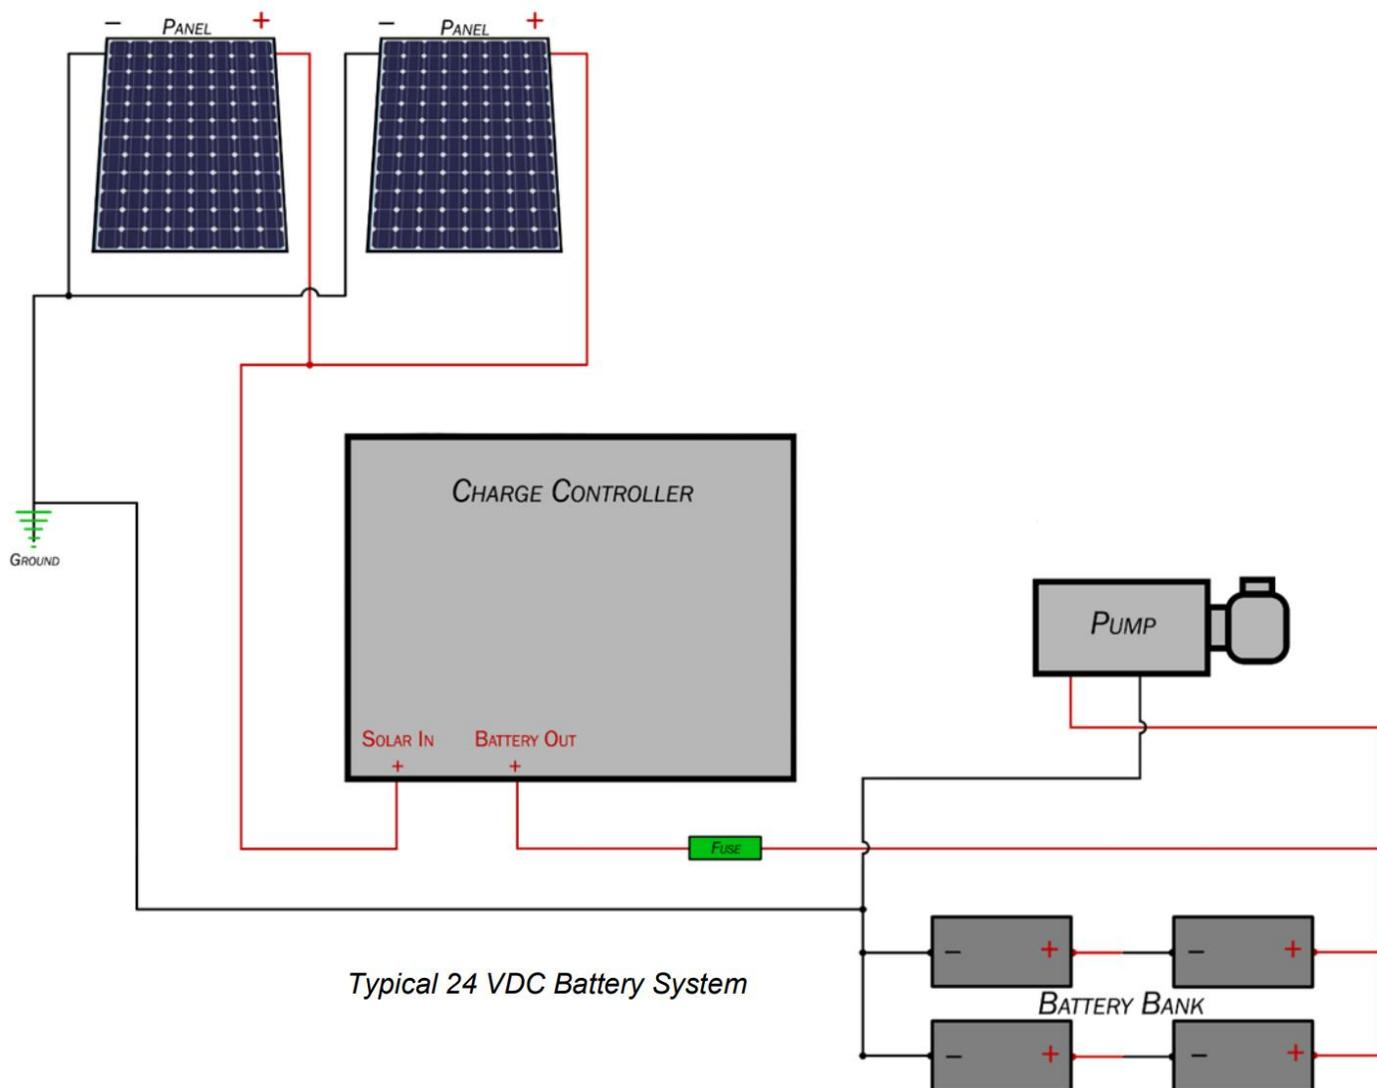 − PANEL +
− PANEL +
CHARGE CONTROLLER
GROUND
PUMP
SOLAR IN
BATTERY OUT
+
+
FUSE
− +
− +
Typical 24 VDC Battery System
BATTERY BANK
− +
− +